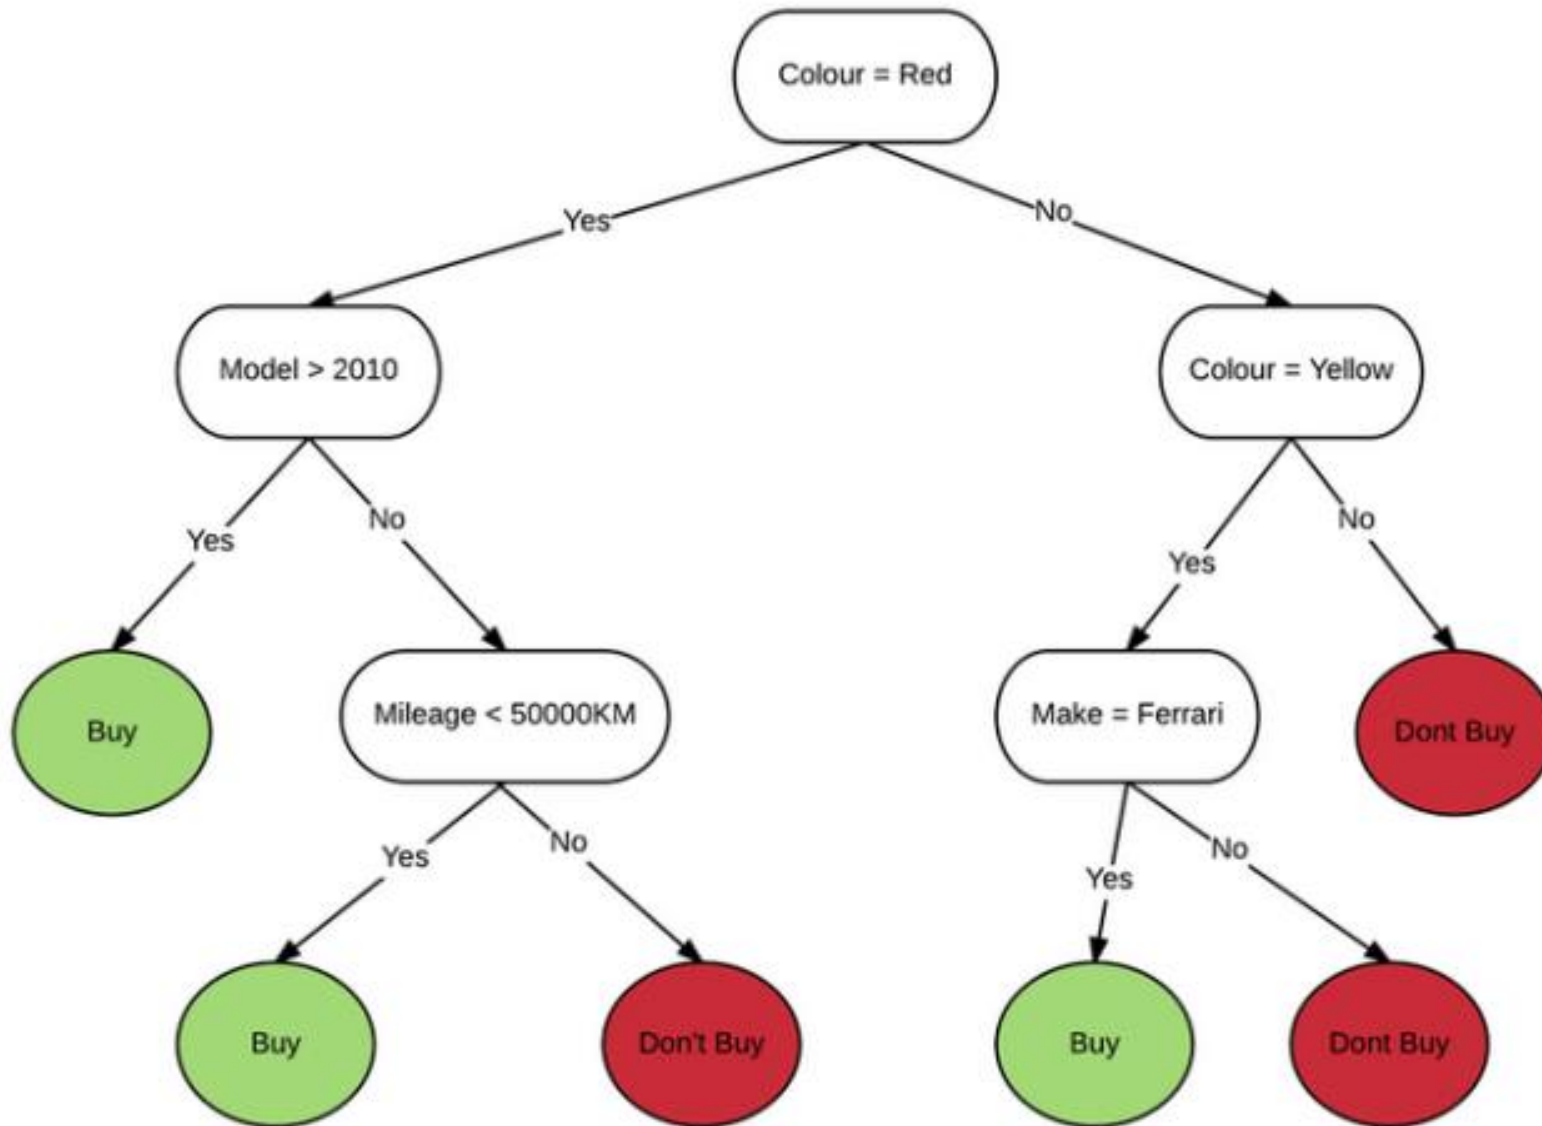 Colour = Red
Yes
No
Model > 2010
Colour = Yellow
Yes
No
Yes
No
Buy
Mileage < 50000KM
Make = Ferrari
Dont Buy
Yes
No
Yes
No
Buy
Don't Buy
Buy
Dont Buy